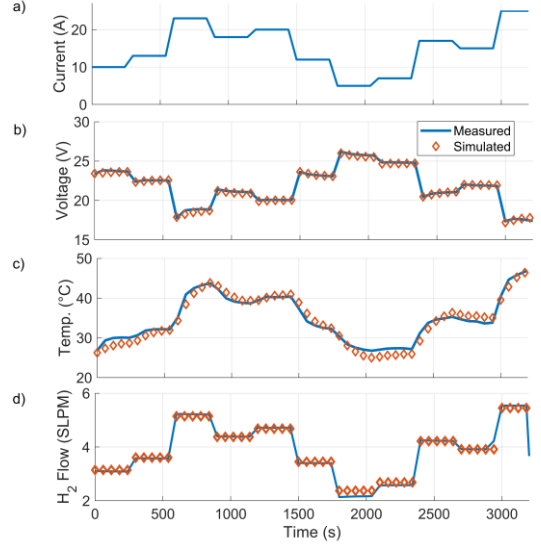 a)
Current (A)
20
10
0
b)
Voltage (V)
30
25
20
15
Measured
Simulated
c)
Temp. (°C)
50
40
30
20
d)
H2 Flow (SLPM)
6
4
2
0 500 1000 1500 2000 2500 3000
Time (s)